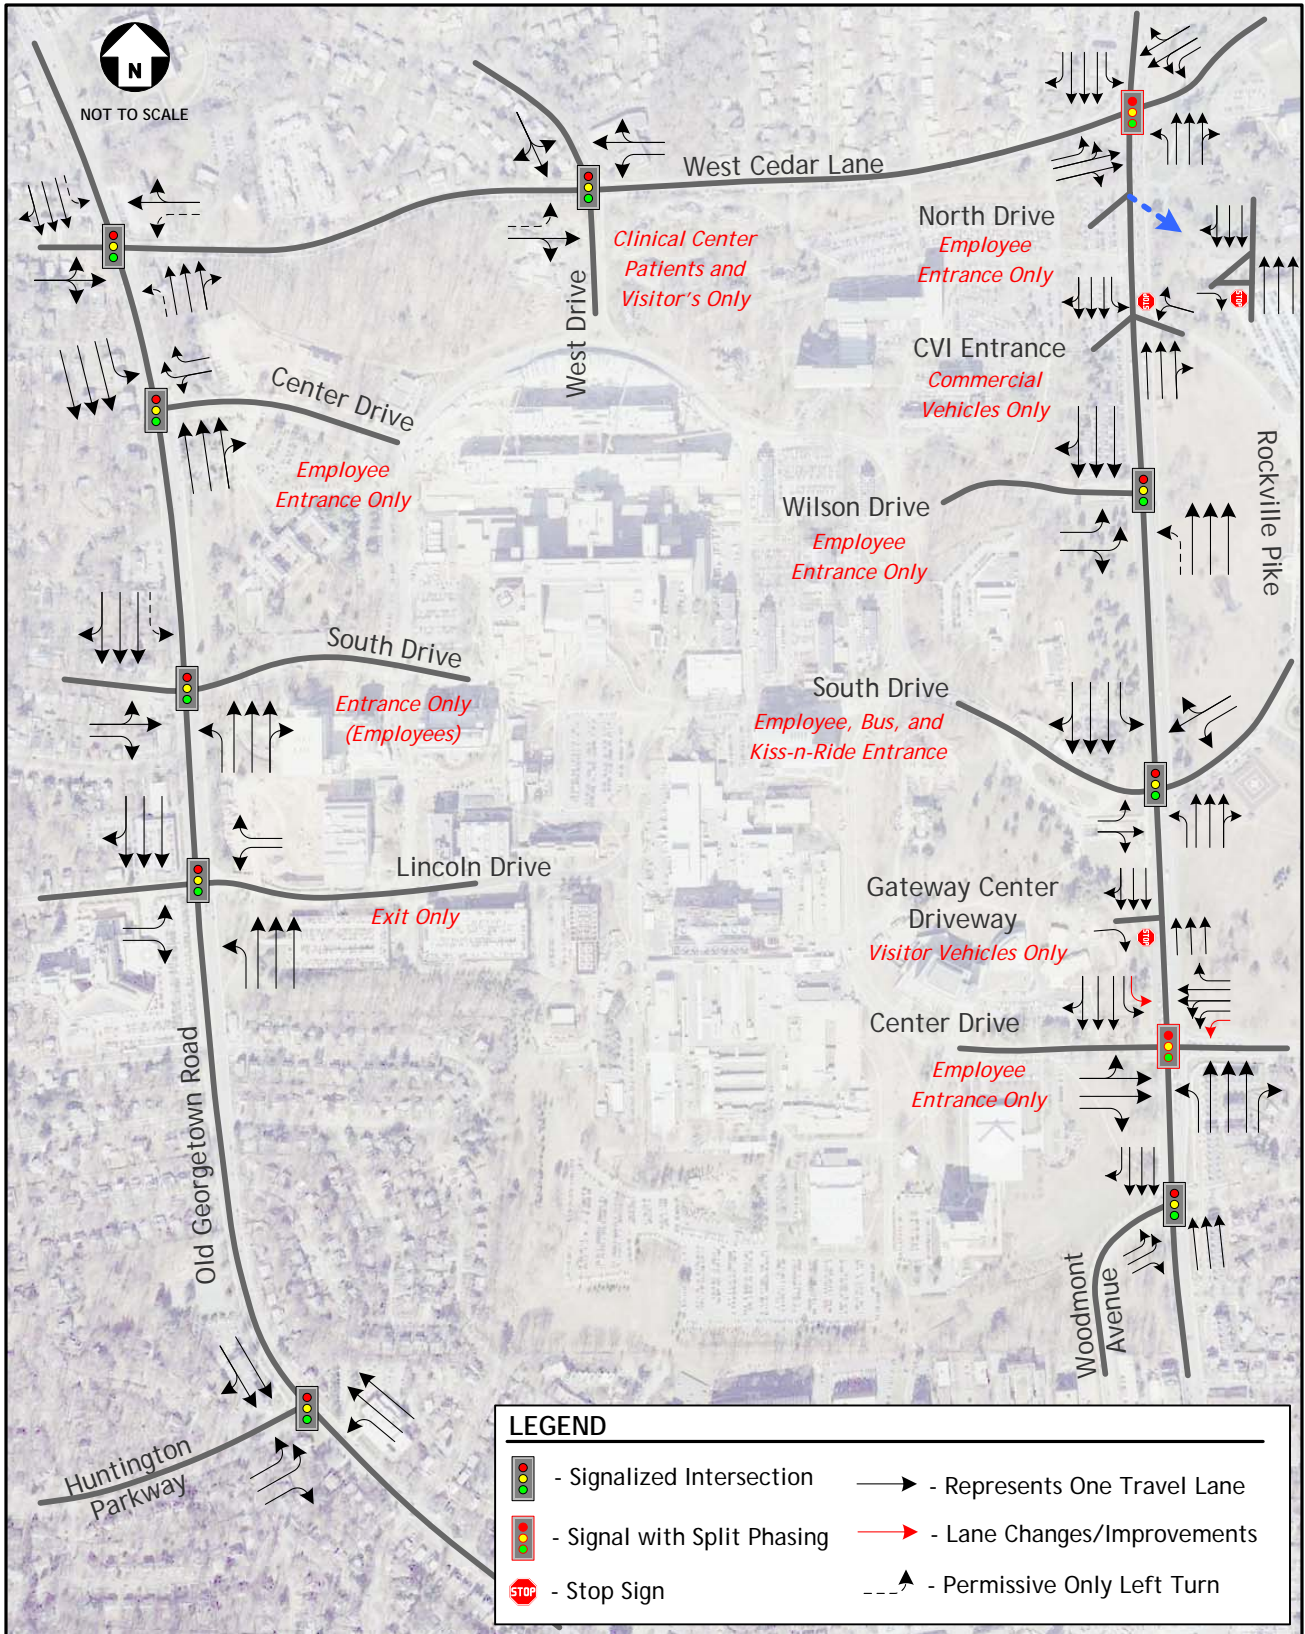 N
NOT TO SCALE
West Cedar Lane
North Drive
Employee
Entrance Only
Clinical Center
Patients and
Visitor's Only
West Drive
STOP
STOP
CVI Entrance
Commercial
Vehicles Only
Center Drive
Employee
Entrance Only
Rockville Pike
Wilson Drive
Employee
Entrance Only
South Drive
Entrance Only
(Employees)
South Drive
Employee, Bus, and
Kiss-n-Ride Entrance
Lincoln Drive
Exit Only
Gateway Center
Driveway
Visitor Vehicles Only
STOP
Center Drive
Employee
Entrance Only
Old Georgetown Road
Woodmont
Avenue
Huntington
Parkway
LEGEND
- Signalized Intersection
- Represents One Travel Lane
- Signal with Split Phasing
- Lane Changes/Improvements
STOP - Stop Sign
- Permissive Only Left Turn